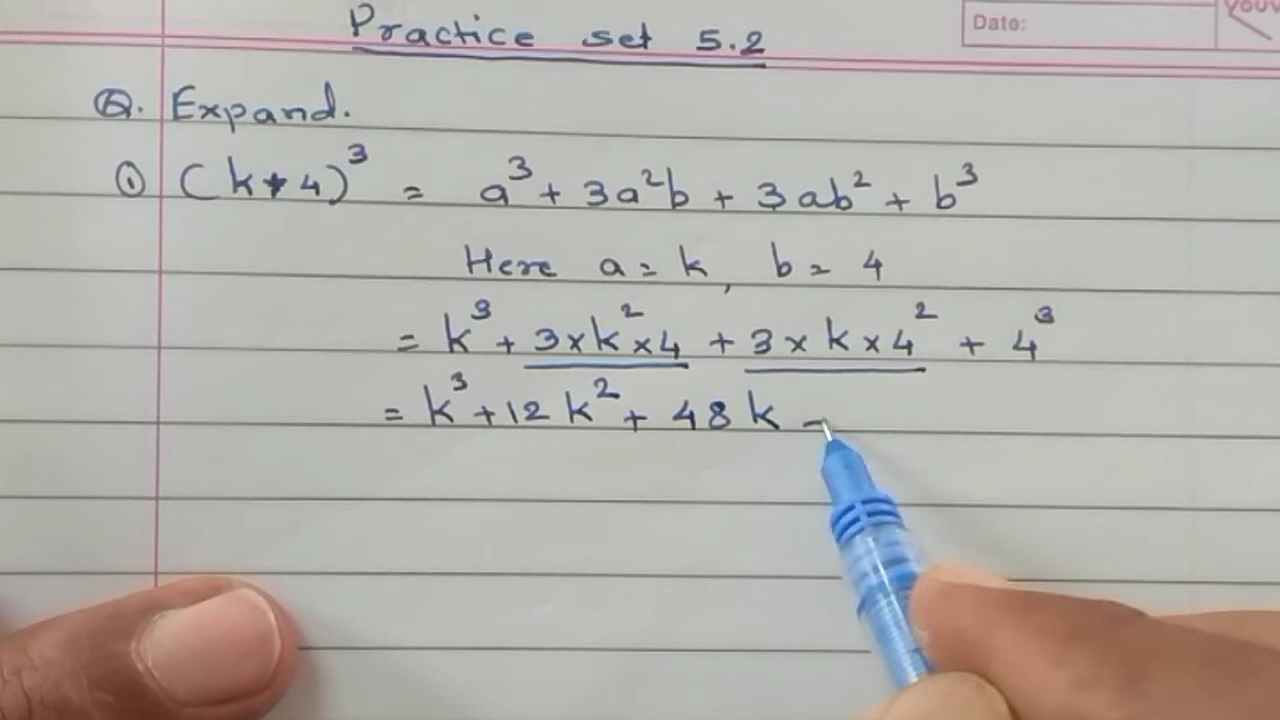 Practice set 5.2
Date:
Q. Expand.
① (k+4)³ = a³ + 3a²b + 3ab² + b³
Here a = k, b = 4
= k³ + 3×k²×4 + 3×k×4² + 4³
= k³ + 12k² + 48k -